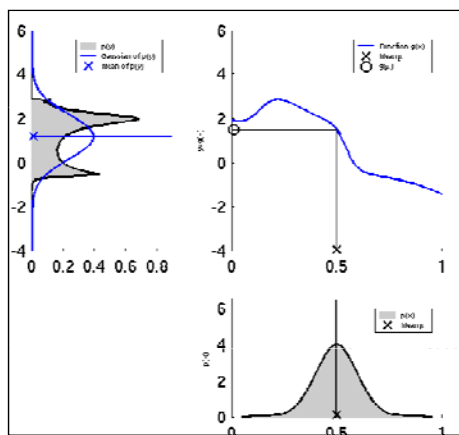 6
4
2
0
-2
-4
0 0.2 0.4 0.6 0.8
p(y)
Gaussian of p(y)
Mean of p(y)
6
4
2
0
-2
-4
0 0.5 1
Function g(x)
Mean μ
g(μ)
y=g(x)
6
4
2
0
0 0.5 1
p(x)
Mean μ
p(x)